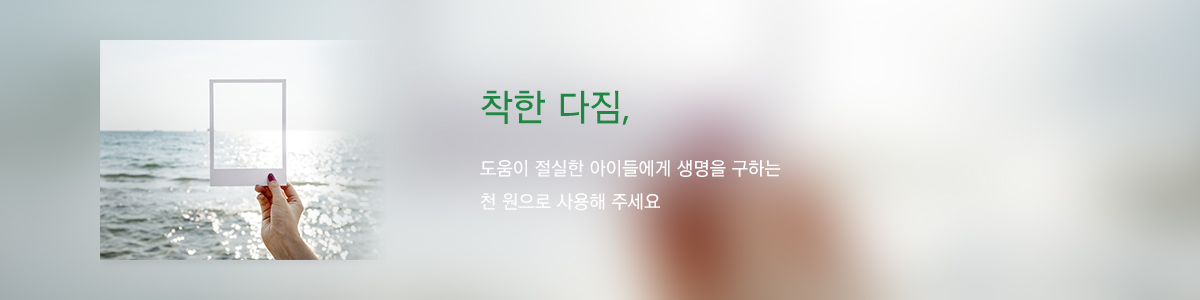 착한 다짐,
도움이 절실한 아이들에게 생명을 구하는
천 원으로 사용해 주세요